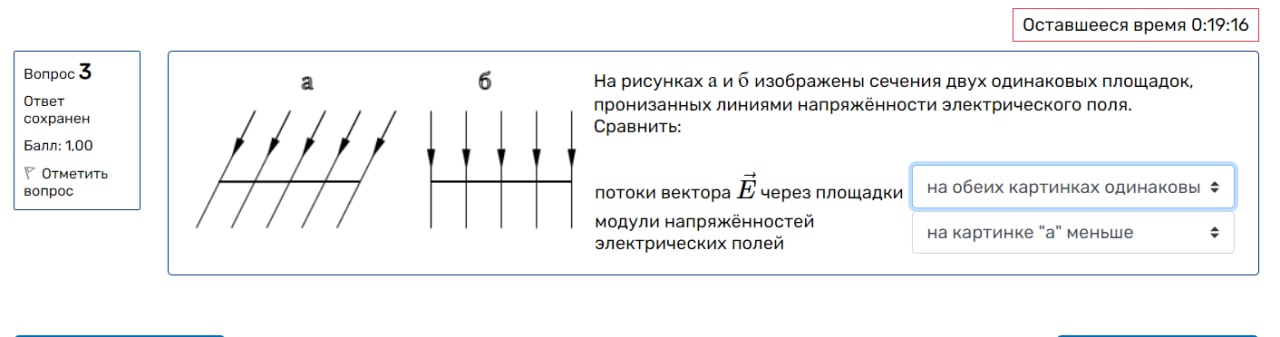 Оставшееся время 0:19:16
Вопрос 3
Ответ
сохранен
Балл: 1,00
Отметить
вопрос
а б
На рисунках а и б изображены сечения двух одинаковых площадок,
пронизанных линиями напряжённости электрического поля.
Сравнить:
потоки вектора E⃗ через площадки на обеих картинках одинаковы
модули напряжённостей
электрических полей на картинке "а" меньше